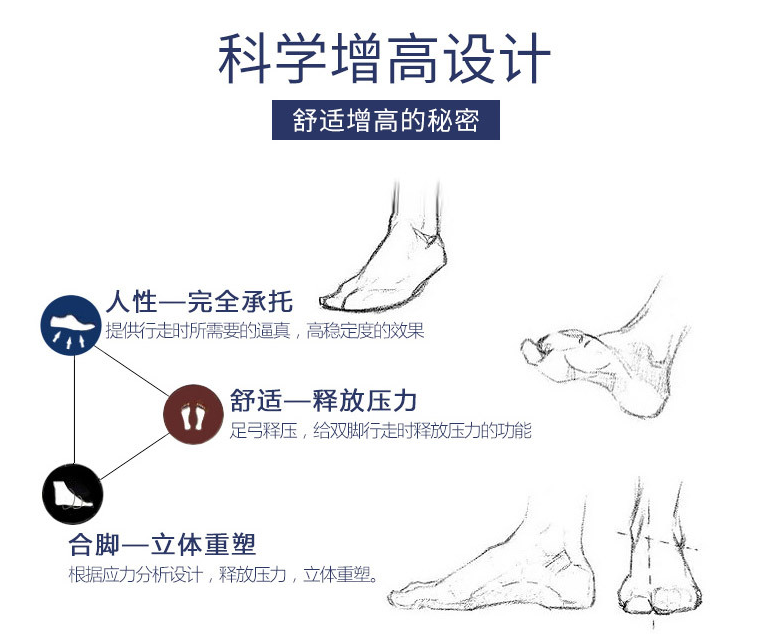 科学增高设计
舒适增高的秘密
人性—完全承托
提供行走时所需要的逼真，高稳定度的效果
舒适—释放压力
足弓释压，给双脚行走时释放压力的功能
合脚—立体重塑
根据应力分析设计，释放压力，立体重塑。